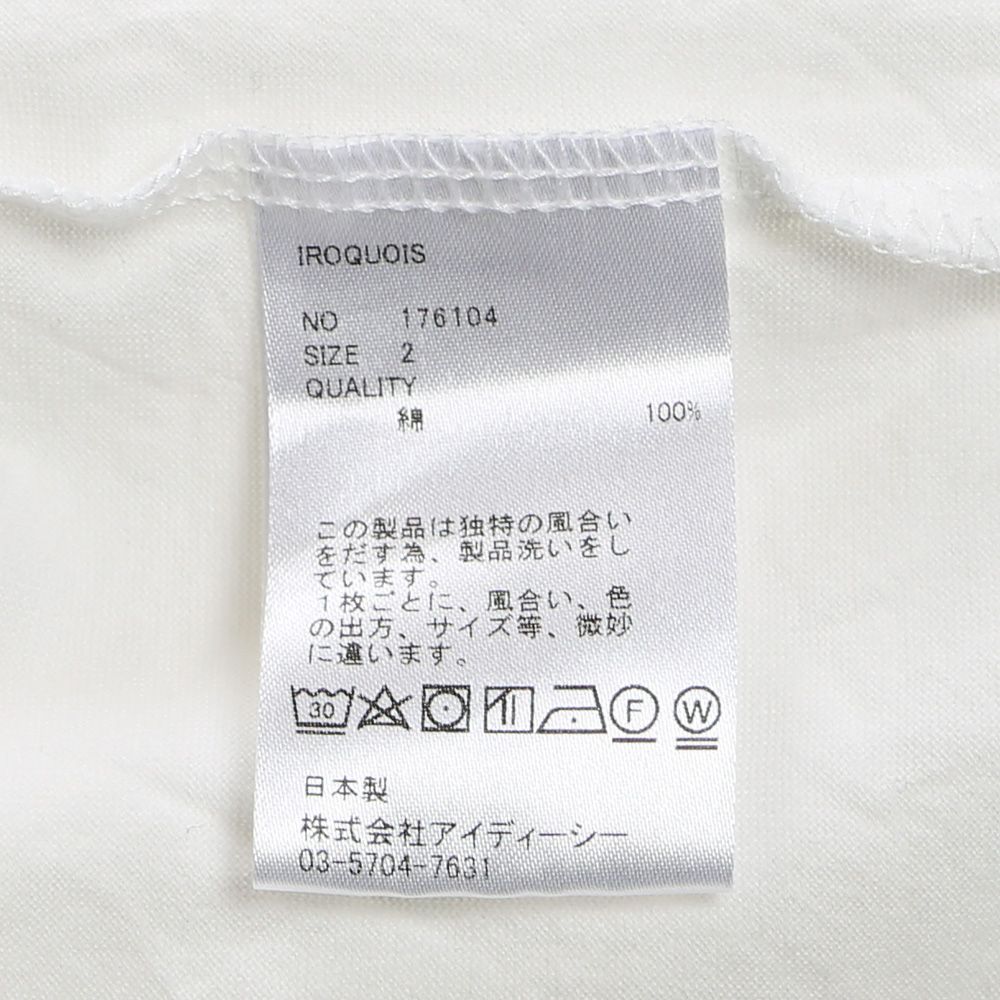 IROQUOIS
NO 176104
SIZE 2
QUALITY
綿 100%
この製品は独特の風合い
をだす為、製品洗いをし
ています。
1枚ごとに、風合い、色
の出方、サイズ等、微妙
に違います。
30 F W
日本製
株式会社アイディーシー
03-5704-7631